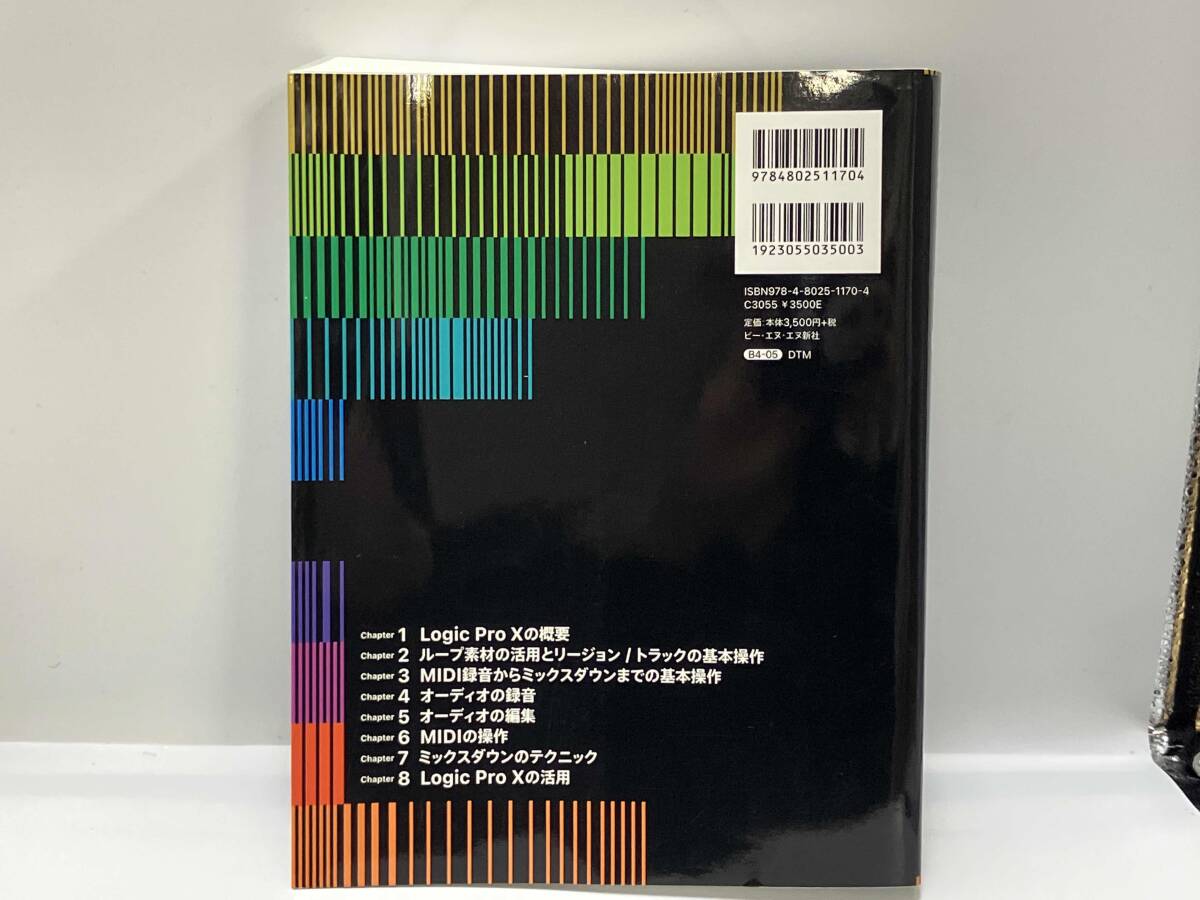 9784802511704
1923055035003
ISBN978-4-8025-1170-4
C3055 ¥3500E
定価:本体3,500円+税
ビー・エヌ・エヌ新社
B4-05 DTM
Chapter 1 Logic Pro Xの概要
Chapter 2 ループ素材の活用とリージョン / トラックの基本操作
Chapter 3 MIDI録音からミックスダウンまでの基本操作
Chapter 4 オーディオの録音
Chapter 5 オーディオの編集
Chapter 6 MIDIの操作
Chapter 7 ミックスダウンのテクニック
Chapter 8 Logic Pro Xの活用